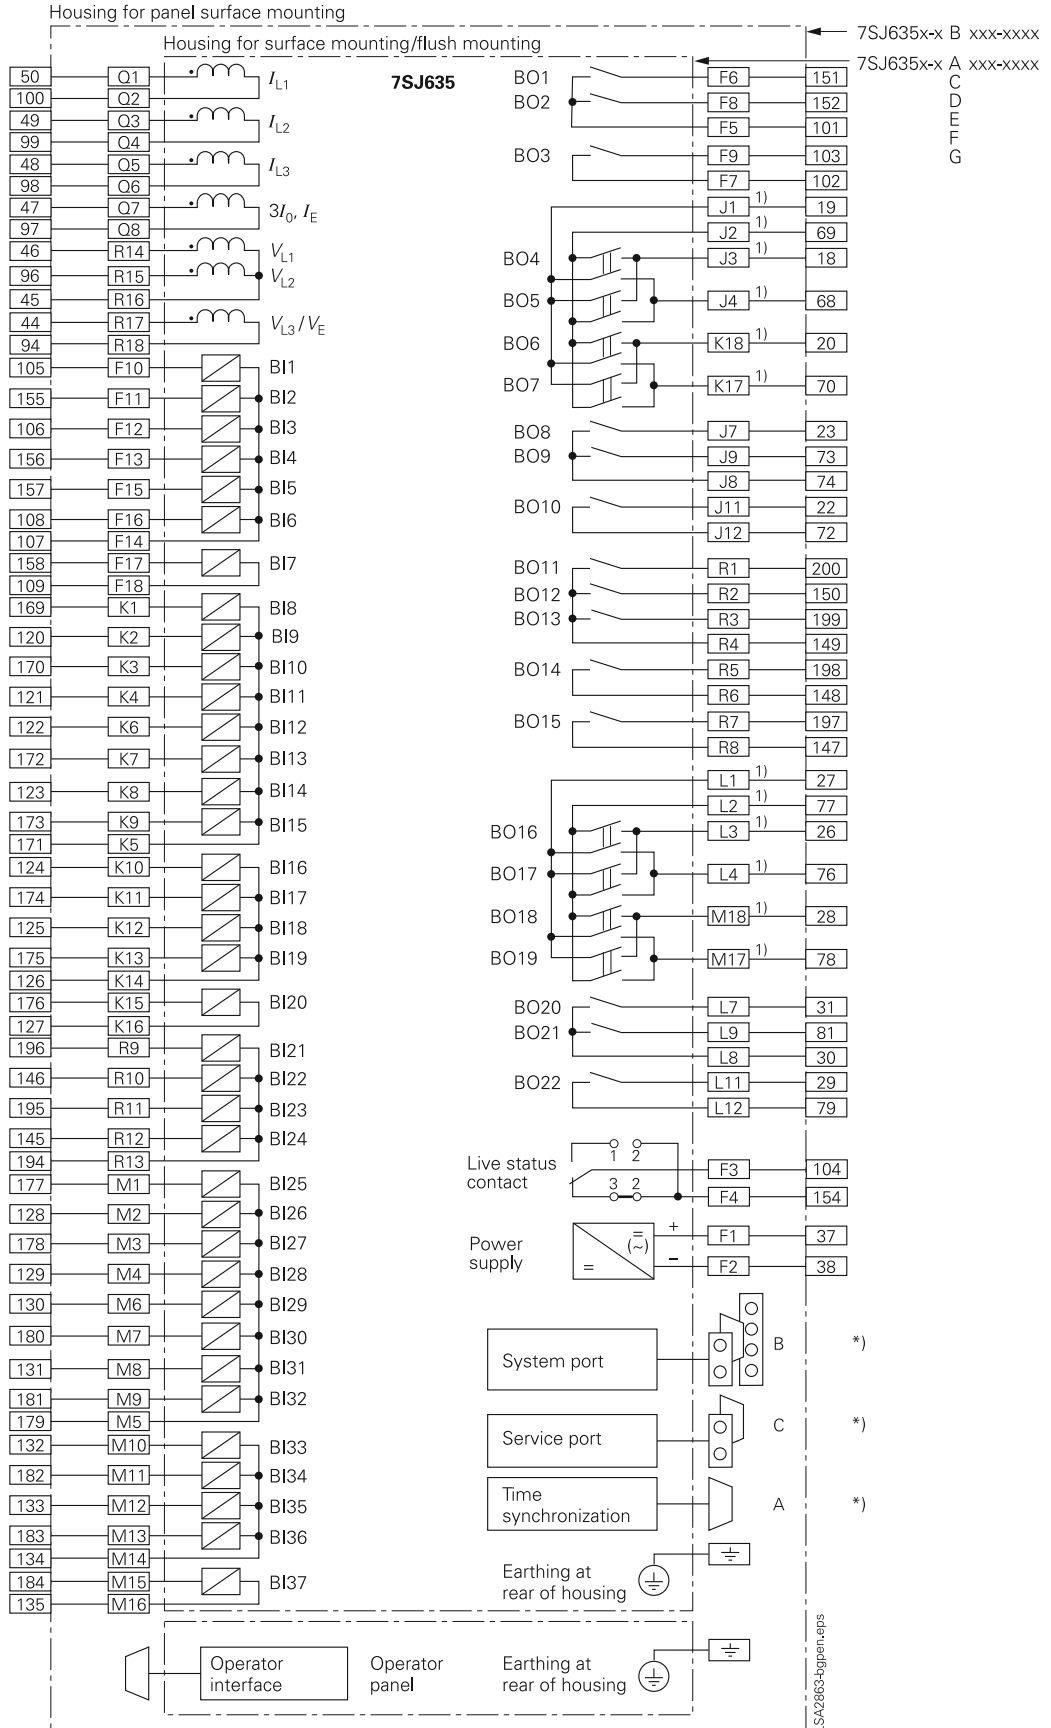 Housing for panel surface mounting
7SJ635x-x B xxx-xxxx
Housing for surface mounting/flush mounting
7SJ635x-x A xxx-xxxx
C
D
E
F
G
7SJ635
50 Q1 I L1
100 Q2
49 Q3 I L2
99 Q4
48 Q5 I L3
98 Q6
47 Q7 3I0, IE
97 Q8
46 R14 VL1
96 R15 VL2
45 R16
44 R17 VL3/VE
94 R18
105 F10 BI1
155 F11 BI2
106 F12 BI3
156 F13 BI4
157 F15 BI5
108 F16 BI6
107 F14
158 F17 BI7
109 F18
169 K1 BI8
120 K2 BI9
170 K3 BI10
121 K4 BI11
122 K6 BI12
172 K7 BI13
123 K8 BI14
173 K9 BI15
171 K5
124 K10 BI16
174 K11 BI17
125 K12 BI18
175 K13 BI19
126 K14
176 K15 BI20
127 K16
196 R9 BI21
146 R10 BI22
195 R11 BI23
145 R12 BI24
194 R13
177 M1 BI25
128 M2 BI26
178 M3 BI27
129 M4 BI28
130 M6 BI29
180 M7 BI30
131 M8 BI31
181 M9 BI32
179 M5
132 M10 BI33
182 M11 BI34
133 M12 BI35
183 M13 BI36
134 M14
184 M15 BI37
135 M16
BO1 F6 151
BO2 F8 152
F5 101
BO3 F9 103
F7 102
J1 1) 19
J2 1) 69
BO4 J3 1) 18
BO5 J4 1) 68
BO6 K18 1) 20
BO7 K17 1) 70
BO8 J7 23
BO9 J9 73
J8 74
BO10 J11 22
J12 72
BO11 R1 200
BO12 R2 150
BO13 R3 199
R4 149
BO14 R5 198
R6 148
BO15 R7 197
R8 147
L1 1) 27
L2 1) 77
BO16 L3 1) 26
BO17 L4 1) 76
BO18 M18 1) 28
BO19 M17 1) 78
BO20 L7 31
BO21 L9 81
L8 30
BO22 L11 29
L12 79
Live status
contact
1 2
3 2
F3 104
F4 154
Power
supply
= (~) =
+ F1 37
− F2 38
System port B *)
Service port C *)
Time
synchronization A *)
Earthing at
rear of housing
Operator
interface
Operator
panel
Earthing at
rear of housing
LSA2863-bgpen.eps